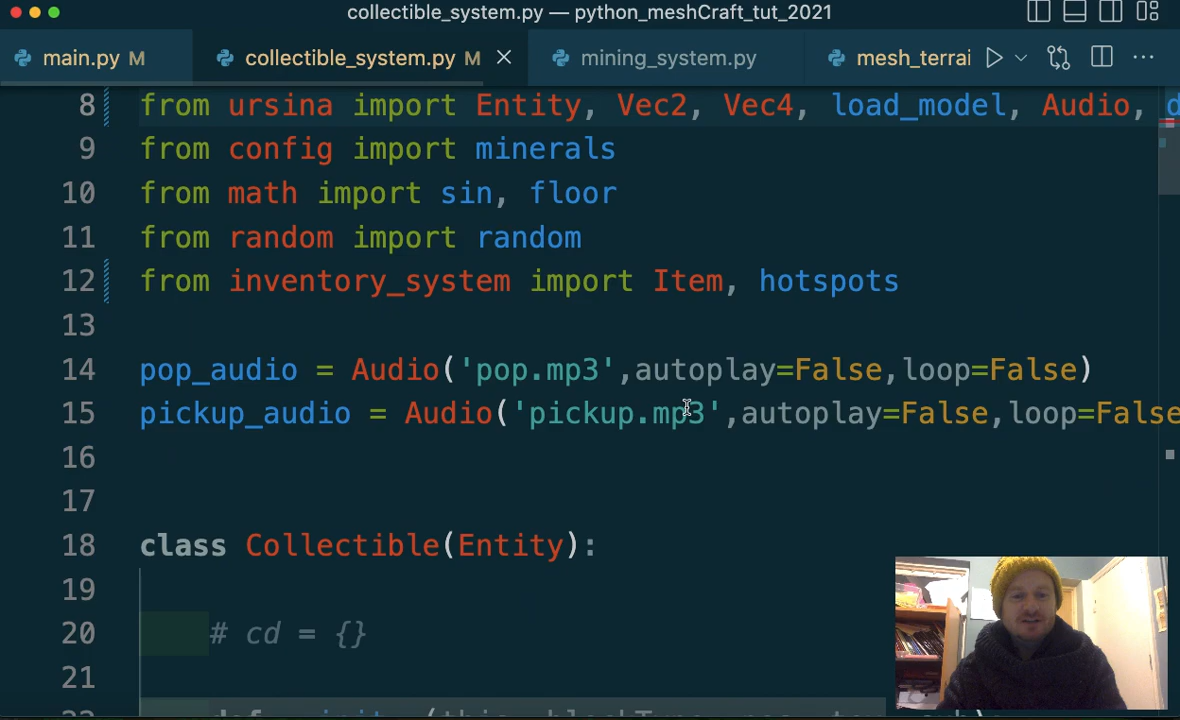 collectible_system.py — python_meshCraft_tut_2021
main.py M collectible_system.py M mining_system.py mesh_terrai
8 from ursina import Entity, Vec2, Vec4, load_model, Audio, d
9 from config import minerals
10 from math import sin, floor
11 from random import random
12 from inventory_system import Item, hotspots
13
14 pop_audio = Audio('pop.mp3',autoplay=False,loop=False)
15 pickup_audio = Audio('pickup.mp3',autoplay=False,loop=False
16
17
18 class Collectible(Entity):
19
20 # cd = {}
21